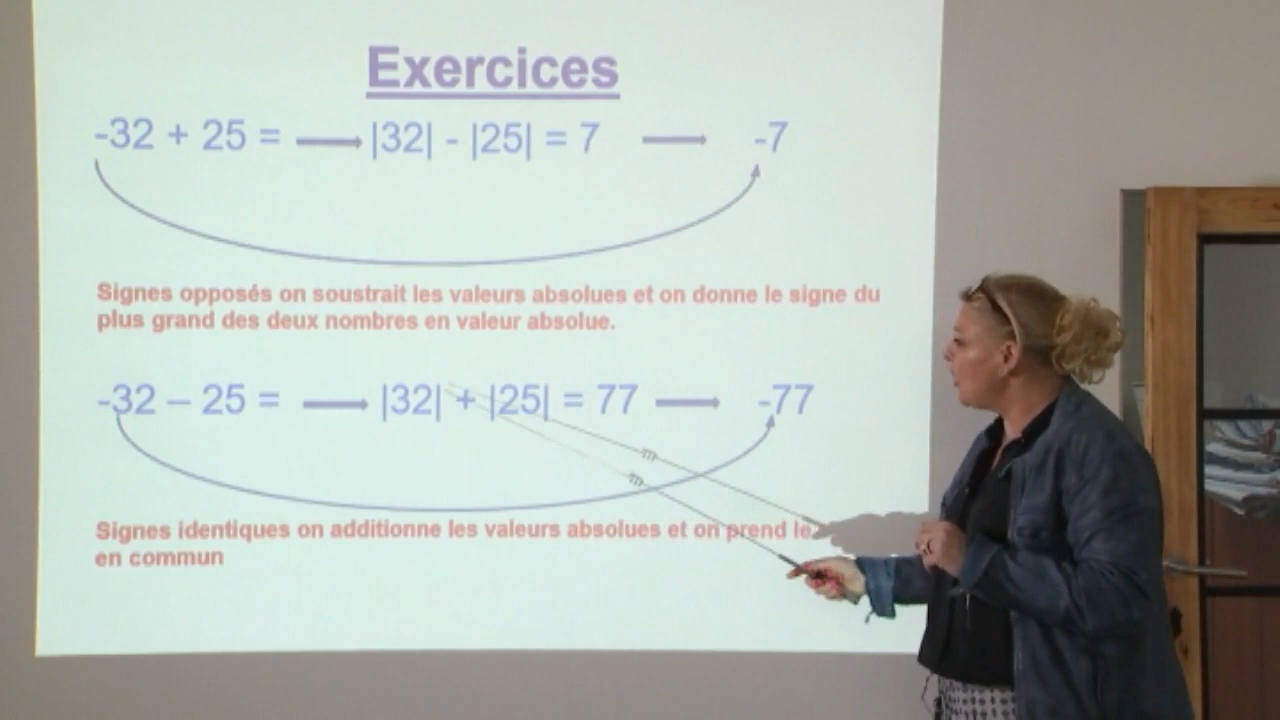 Exercices
-32 + 25 = |32| - |25| = 7 -7
Signes opposés on soustrait les valeurs absolues et on donne le signe du
plus grand des deux nombres en valeur absolue.
-32 – 25 = |32| + |25| = 77 -77
Signes identiques on additionne les valeurs absolues et on prend le
en commun